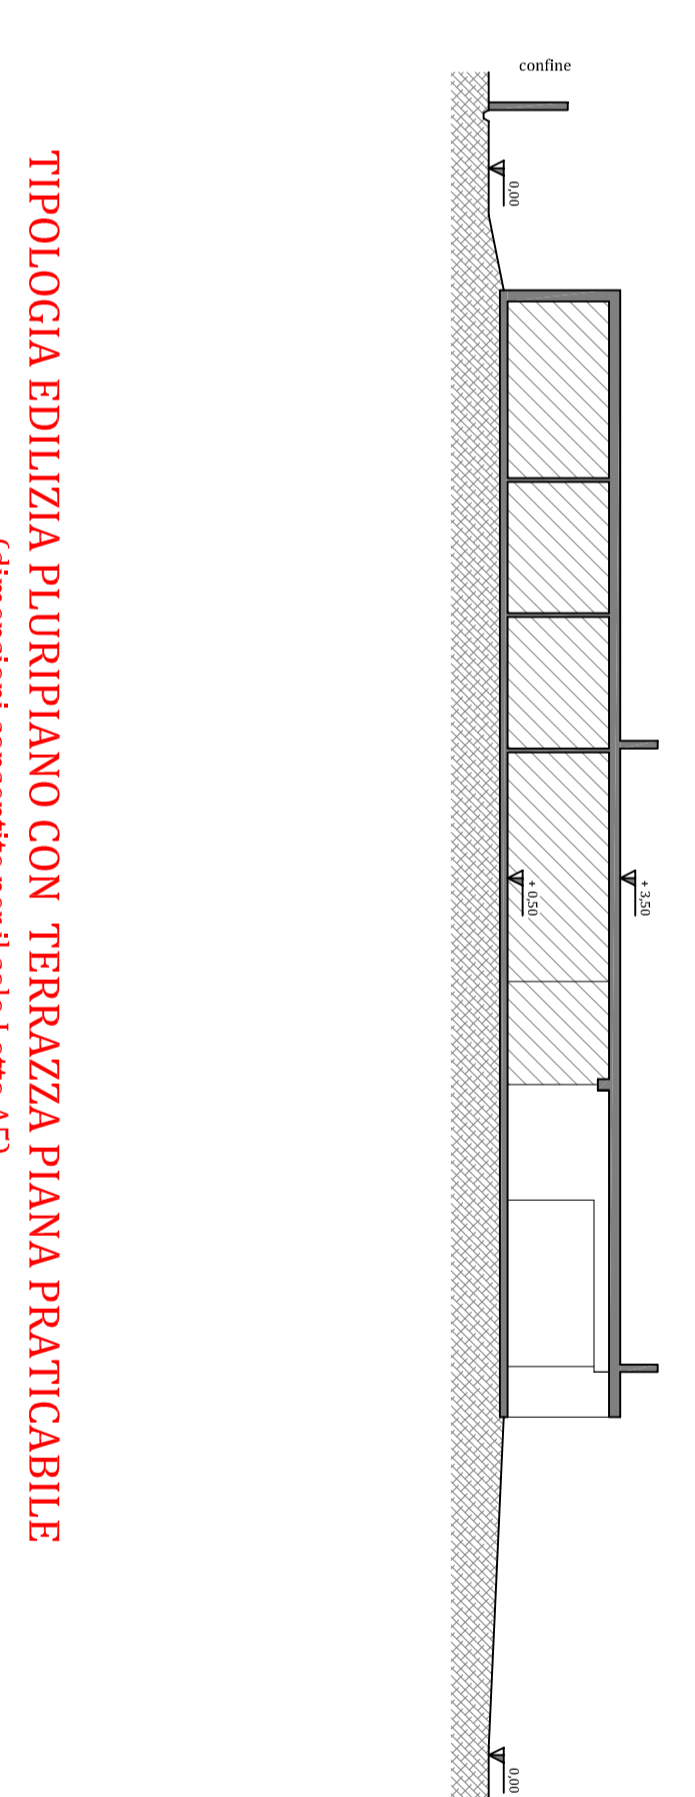 confine
0,00
+ 3,50
+ 0,50
0,00
TIPOLOGIA EDILIZIA PLURIPIANO CON TERRAZZA PIANA PRATICABILE